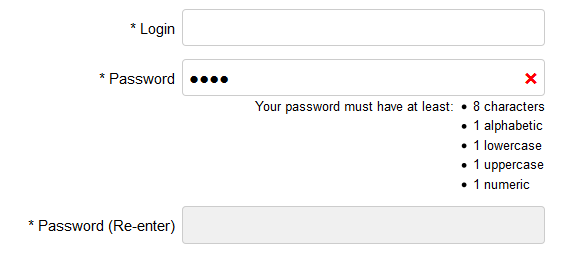 * Login
* Password ●●●●
Your password must have at least: • 8 characters
• 1 alphabetic
• 1 lowercase
• 1 uppercase
• 1 numeric
* Password (Re-enter)